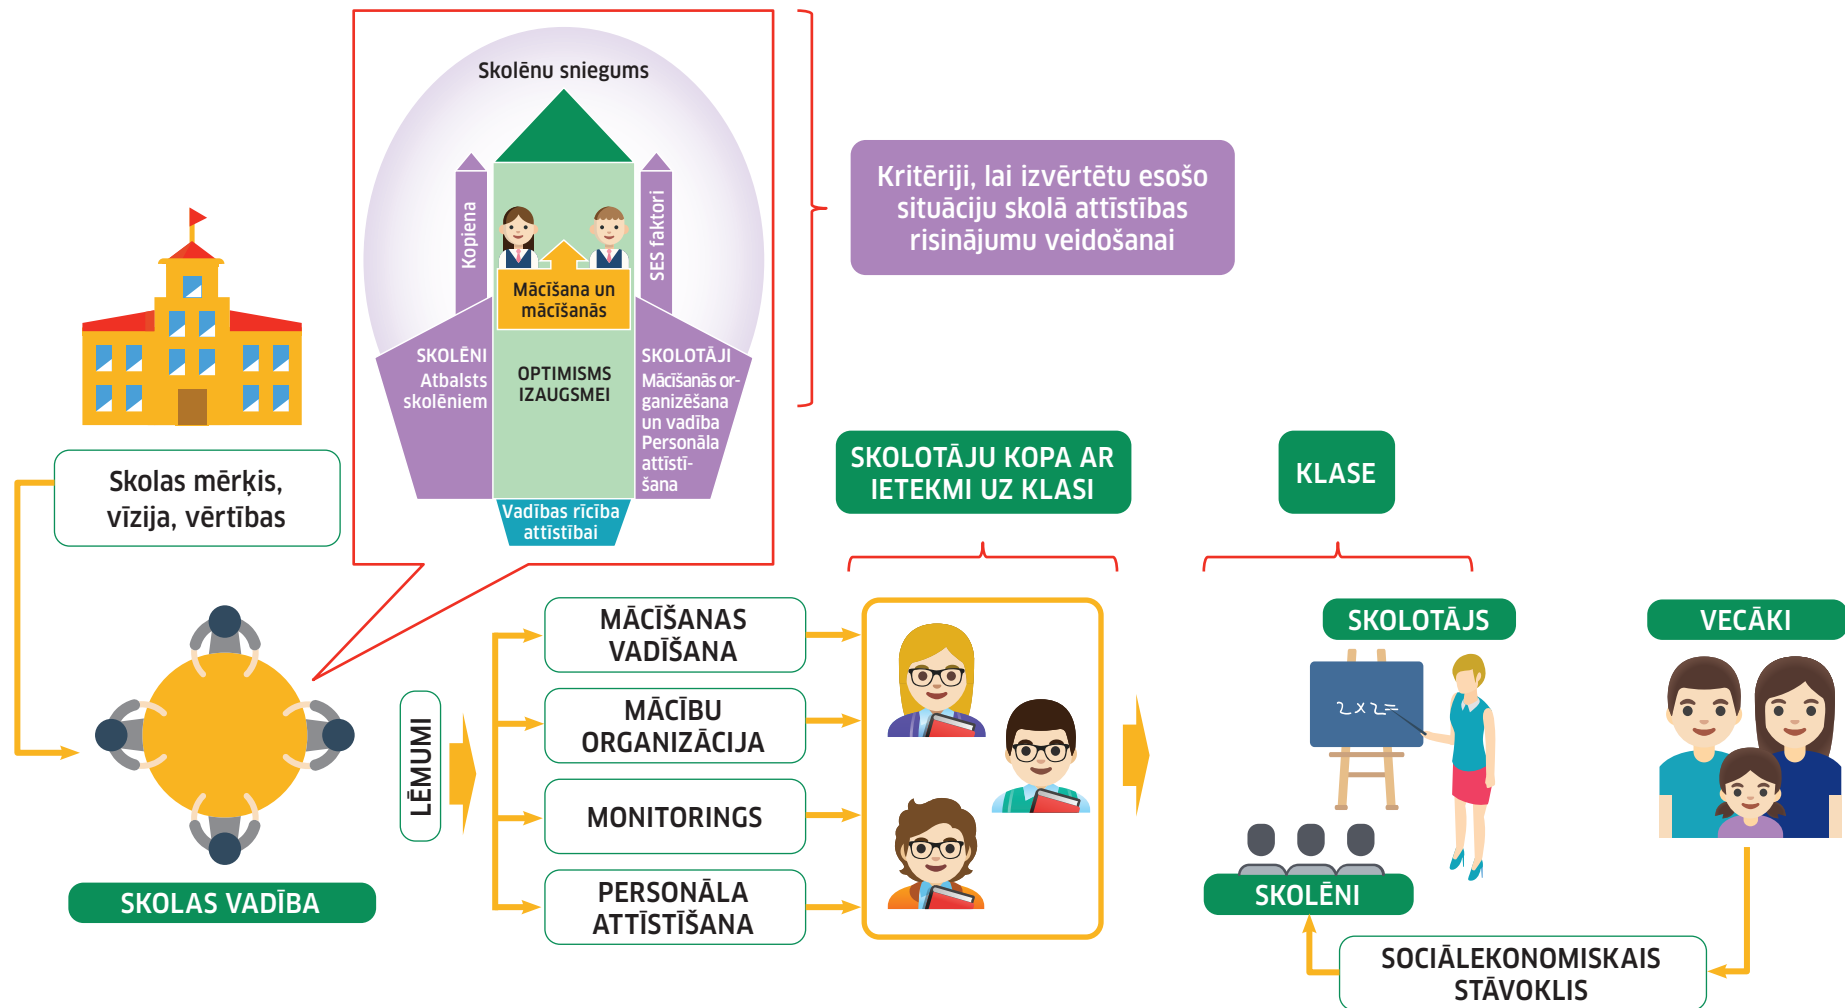 Skolēnu sniegums
Kopiena
SES faktori
Mācīšana un
mācīšanās
SKOLĒNI
Atbalsts
skolēniem
OPTIMISMS
IZAUGSMEI
SKOLOTĀJI
Mācīšanās or-
ganizēšana
un vadība
Personāla
attīstī-
šana
Vadības rīcība
attīstībai
Kritēriji, lai izvērtētu esošo
situāciju skolā attīstības
risinājumu veidošanai
Skolas mērķis,
vīzija, vērtības
SKOLAS VADĪBA
LĒMUMI
MĀCĪŠANAS
VADĪŠANA
MĀCĪBU
ORGANIZĀCIJA
MONITORINGS
PERSONĀLA
ATTĪSTĪŠANA
SKOLOTĀJU KOPA AR
IETEKMI UZ KLASI
KLASE
SKOLOTĀJS
2x2=
SKOLĒNI
VECĀKI
SOCIĀLEKONOMISKAIS
STĀVOKLIS